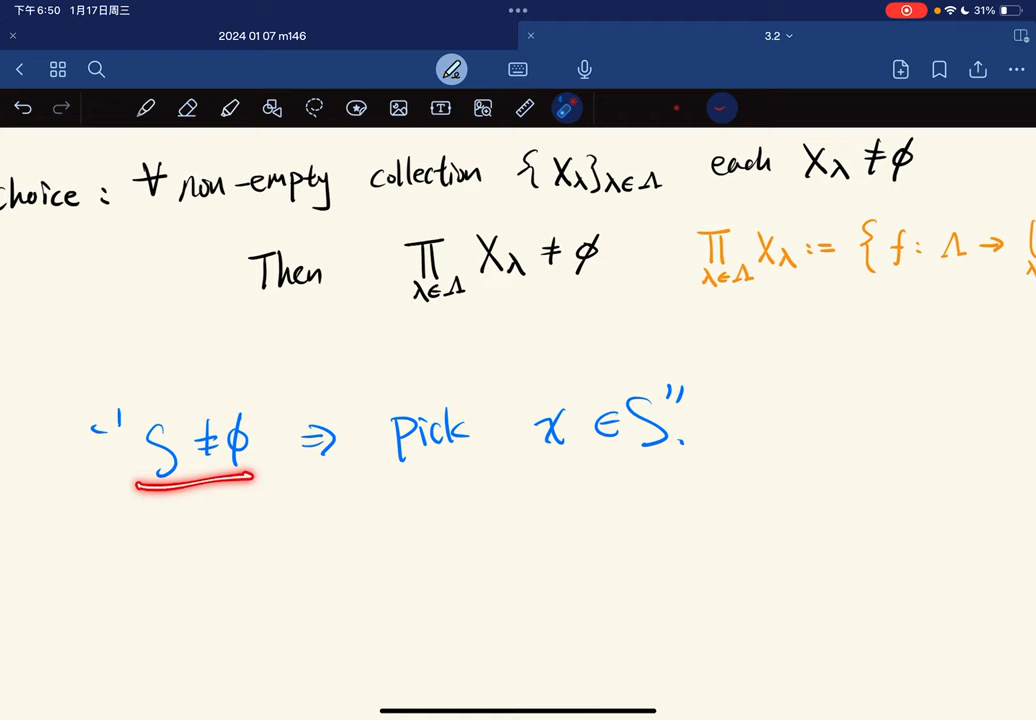 下午6:50 1月17日周三 31%
2024 01 07 m146 3.2
choice: ∀ non-empty collection {Xλ}λ∈Λ each Xλ ≠ ϕ
Then ∏λ∈Λ Xλ ≠ ϕ ∏λ∈Λ Xλ := { f: Λ →
"S ≠ ϕ ⇒ pick x ∈ S".